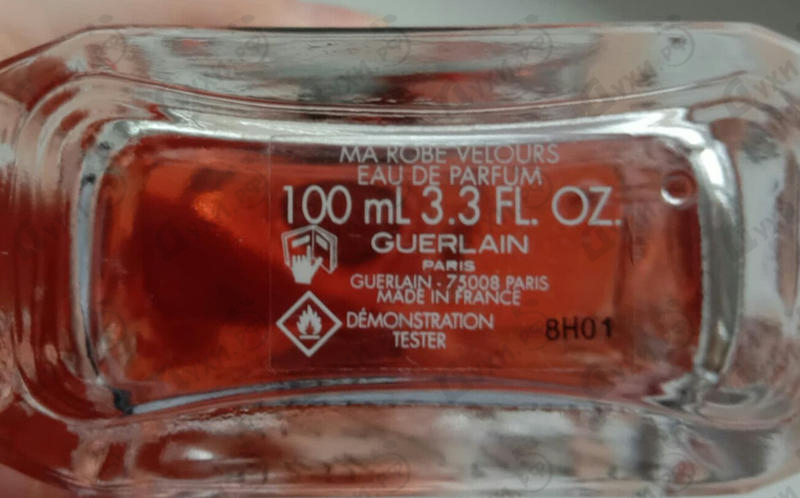 MA ROBE VELOURS
EAU DE PARFUM
100 mL 3.3 FL. OZ.
GUERLAIN
PARIS
GUERLAIN - 75008 PARIS
MADE IN FRANCE
DÉMONSTRATION
TESTER
8H01